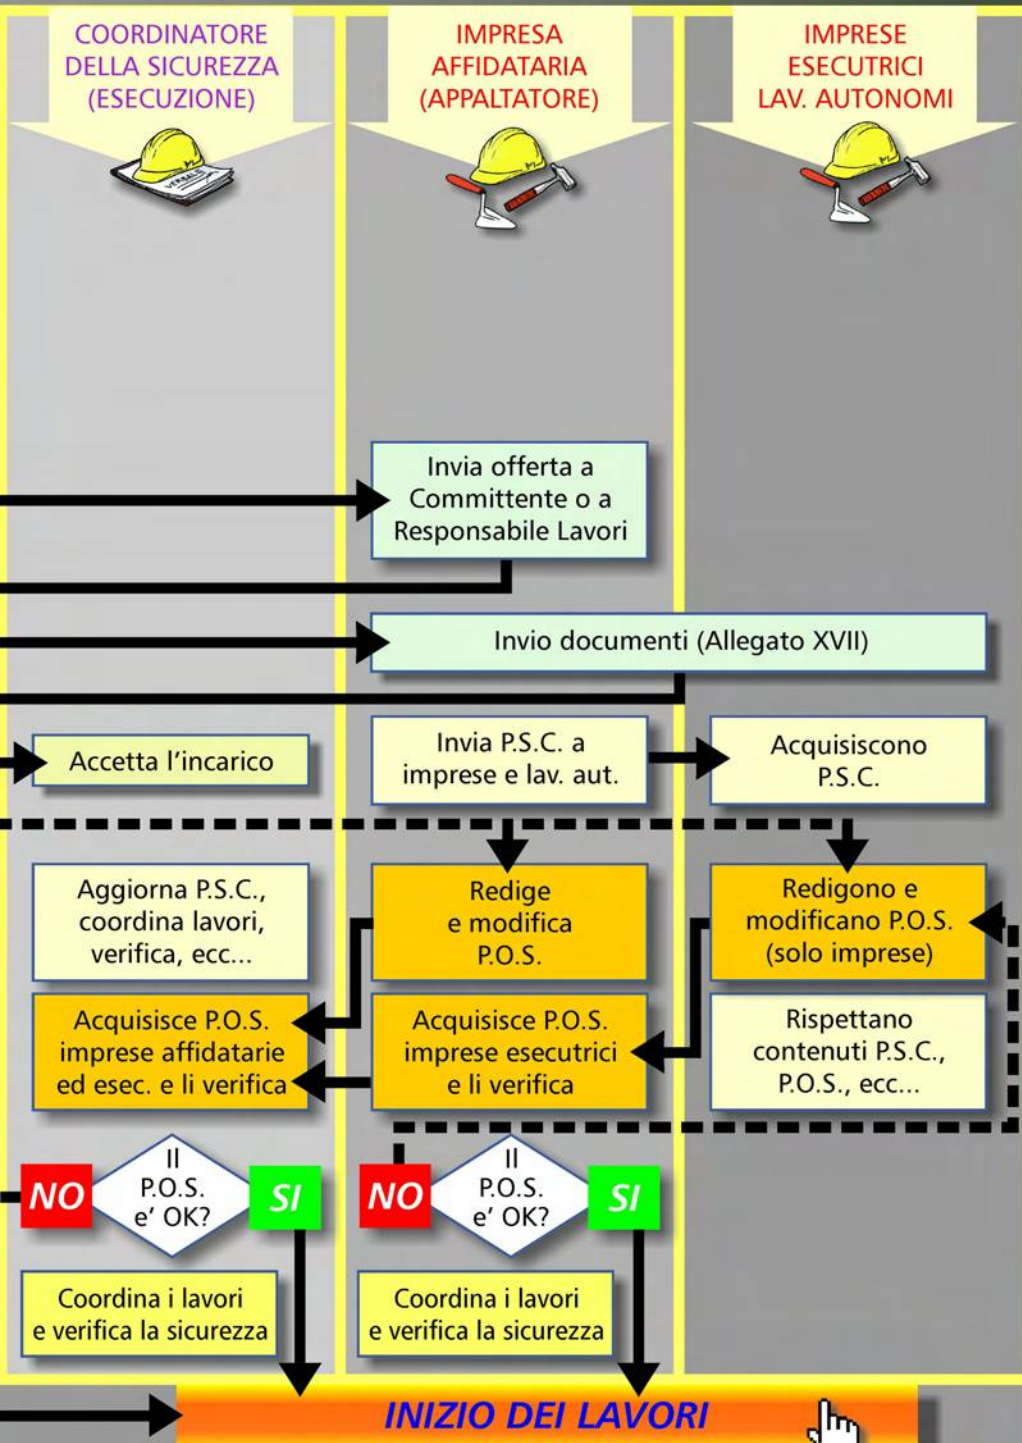 COORDINATORE
DELLA SICUREZZA
(ESECUZIONE)
IMPRESA
AFFIDATARIA
(APPALTATORE)
IMPRESE
ESECUTRICI
LAV. AUTONOMI
VERBALE
Invia offerta a
Committente o a
Responsabile Lavori
Invio documenti (Allegato XVII)
Accetta l'incarico
Invia P.S.C. a
imprese e lav. aut.
Acquisiscono
P.S.C.
Aggiorna P.S.C.,
coordina lavori,
verifica, ecc...
Redige
e modifica
P.O.S.
Redigono e
modificano P.O.S.
(solo imprese)
Acquisisce P.O.S.
imprese affidatarie
ed esec. e li verifica
Acquisisce P.O.S.
imprese esecutrici
e li verifica
Rispettano
contenuti P.S.C.,
P.O.S., ecc...
NO
Il
P.O.S.
e' OK?
SI
NO
Il
P.O.S.
e' OK?
SI
Coordina i lavori
e verifica la sicurezza
Coordina i lavori
e verifica la sicurezza
INIZIO DEI LAVORI